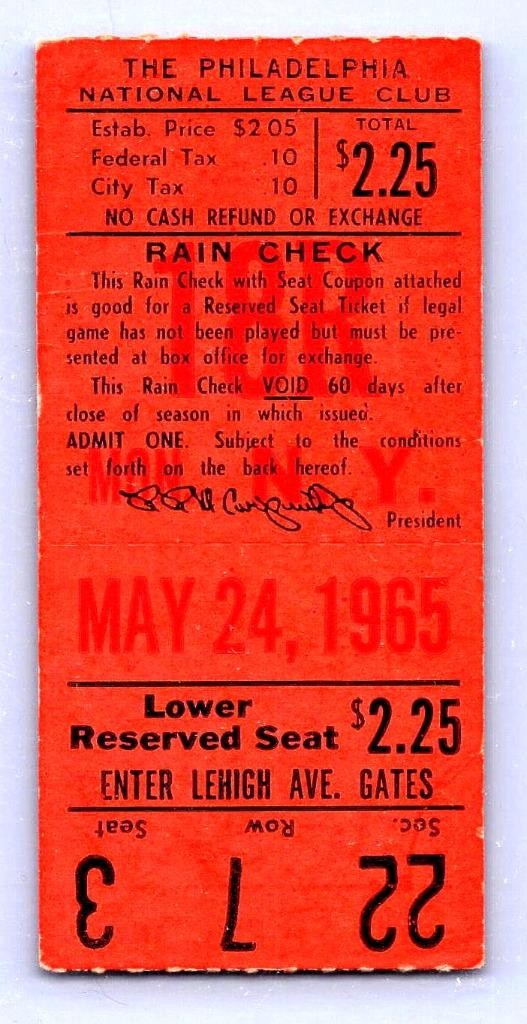 THE PHILADELPHIA
NATIONAL LEAGUE CLUB
Estab. Price $2 05
Federal Tax .10
City Tax 10
TOTAL
$2.25
NO CASH REFUND OR EXCHANGE
RAIN CHECK
This Rain Check with Seat Coupon attached
is good for a Reserved Seat Ticket if legal
game has not been played but must be pre-
sented at box office for exchange.
This Rain Check VOID 60 days after
close of season in which issued.
ADMIT ONE. Subject to the conditions
set forth on the back hereof.
N. Y.
President
MAY 24, 1965
Lower
Reserved Seat $2.25
ENTER LEHIGH AVE. GATES
Sec. Row Seat
22 7 3